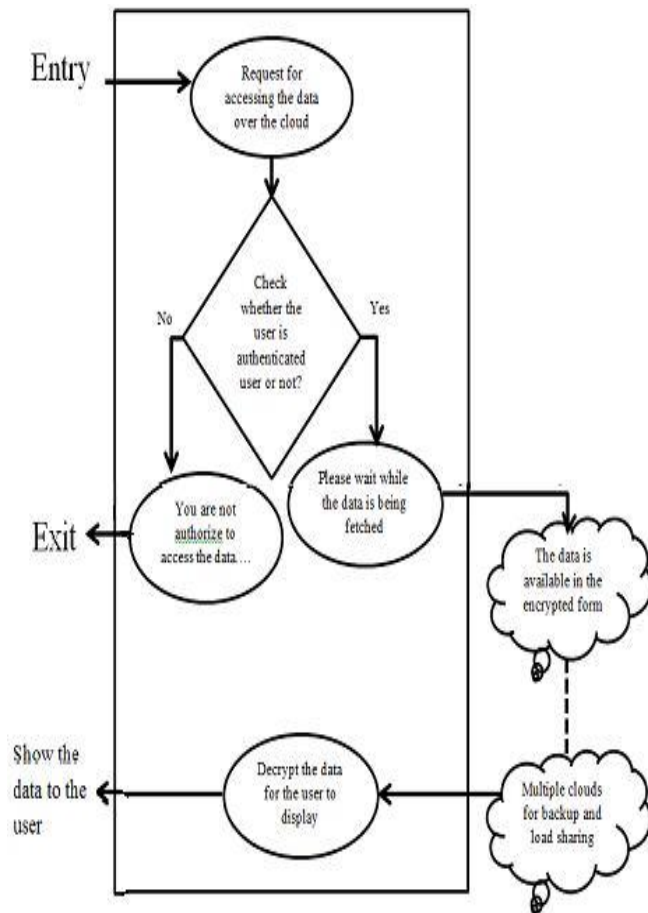 Entry
Request for
accessing the data
over the cloud
Check
whether the
user is
authenticated
user or not?
No
Yes
You are not
authorize to
access the data....
Exit
Please wait while
the data is being
fetched
The data is
available in the
encrypted form
Multiple clouds
for backup and
load sharing
Decrypt the data
for the user to
display
Show the
data to the
user